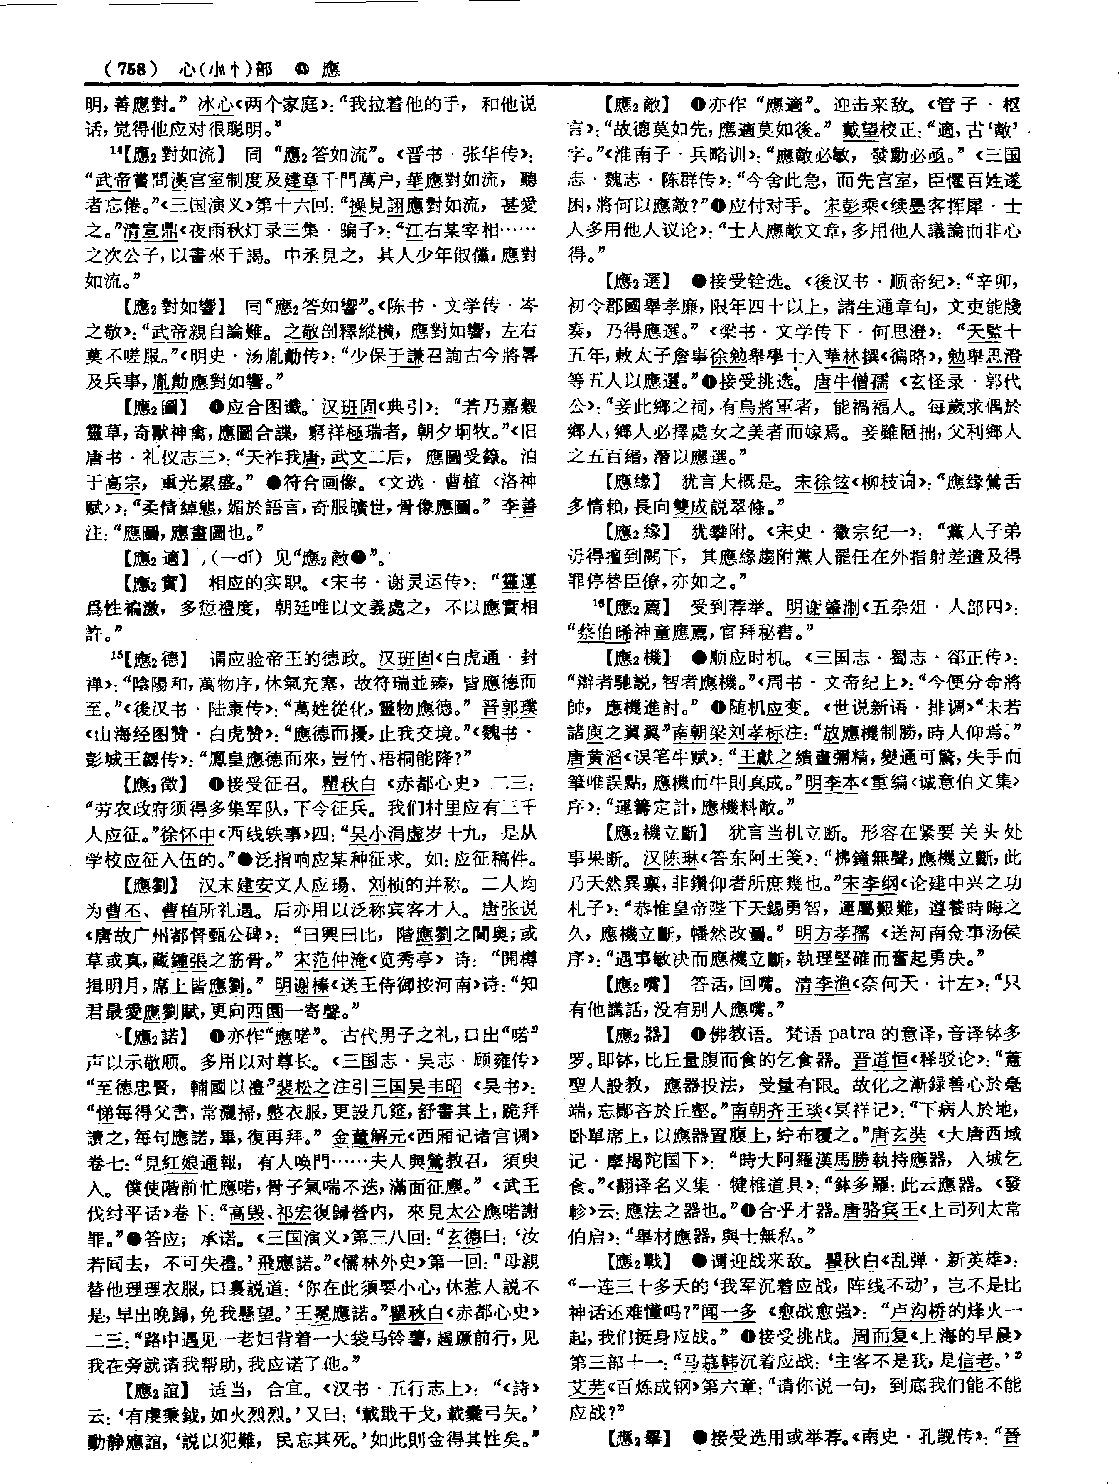 (758) 心(㣺忄)部 應
明,善應對。” 冰心《两个家庭》:“我拉着他的手, 和他说
话,觉得他应对很聪明。”
14【應₂對如流】 同“應₂答如流”。《晋书·张华传》:
“武帝嘗問漢宫室制度及建章千門萬户,華應對如流, 聽
者忘倦。”《三国演义》第十六回:“操見詡應對如流, 甚愛
之。”清宣鼎《夜雨秋灯录三集·骗子》:“江右某宰相……
之次公子,以書來干謁。中丞見之,其人少年俶儻,應對
如流。”
【應₂對如響】 同“應₂答如響”。《陈书·文学传·岑
之敬》:“武帝親自論難。之敬剖釋縱横, 應對如響, 左右
莫不嗟服。”《明史·汤胤勣传》:“少保于謙召詢古今將畧
及兵事,胤勣應對如響。”
【應₂圖】 ❶应合图谶。汉班固《典引》: “若乃嘉穀
靈草,奇獸神禽,應圖合諜, 窮祥極瑞者, 朝夕坰牧。”《旧
唐书·礼仪志三》:“天祚我唐,武文二后, 應圖受籙。洎
于高宗, 重光累盛。” ❷符合画像。《文选·曹植〈洛神
赋〉》:“柔情綽態,媚於語言,奇服曠世,骨像應圖。” 李善
注:“應圖,應畫圖也。”
【應₂適】 (—dí) 见“應₂敵❶”。
【應₂實】 相应的实职。《宋书·谢灵运传》: “靈運
爲性褊激, 多愆禮度, 朝廷唯以文義處之, 不以應實相
許。”
15【應₂德】 谓应验帝王的德政。汉班固《白虎通·封
禅》:“陰陽和,萬物序,休氣充塞,故符瑞並臻,皆應德而
至。”《後汉书·陆康传》:“萬姓從化,靈物應德。” 晋郭璞
《山海经图赞·白虎赞》:“應德而擾,止我交境。”《魏书·
彭城王勰传》:“鳳皇應德而來,豈竹、梧桐能降?”
【應₂徵】 ❶接受征召。瞿秋白《赤都心史》二三:
“劳农政府须得多集军队,下令征兵。我们村里应有三千
人应征。”徐怀中《西线轶事》四:“吴小涓虚岁十九, 是从
学校应征入伍的。”❷泛指响应某种征求。如:应征稿件。
【應劉】 汉末建安文人应瑒、刘桢的并称。二人均
为曹丕、曹植所礼遇。后亦用以泛称宾客才人。唐张说
《唐故广州都督甄公碑》: “曰興曰比, 階應劉之閫奥;或
草或真,藏鍾張之筋骨。” 宋范仲淹《览秀亭》诗: “開樽
揖明月,席上皆應劉。” 明谢榛《送王侍御按河南》诗:“知
君最愛應劉賦,更向西園一寄聲。”
【應₂諾】 ❶亦作“應喏”。古代男子之礼,口出“喏”
声以示敬顺。多用以对尊长。《三国志·吴志·顾雍传》
“至德忠賢, 輔國以禮”裴松之注引三国吴韦昭《吴书》:
“悌每得父書,常灑掃,整衣服,更設几筵,舒書其上,跪拜
讀之,每句應諾,畢,復再拜。” 金董解元《西厢记诸宫调》
卷七:“見紅娘通報, 有人唤門……夫人與鶯教召, 須臾
入。僕使階前忙應喏,骨子氣喘不迭,滿面征塵。”《武王
伐纣平话》卷下:“高毁、祁宏復歸營内, 來見太公應喏謝
罪。”❷答应; 承诺。《三国演义》第三八回:“玄德曰:‘汝
若同去, 不可失禮。’飛應諾。”《儒林外史》第一回:“母親
替他理理衣服,口裏説道:‘你在此須要小心,休惹人説不
是,早出晚歸,免我懸望。’王冕應諾。”瞿秋白《赤都心史》
二三:“路中遇见一老妇背着一大袋马铃薯,趔趄前行,见
我在旁就请我帮助,我应诺了他。”
【應₂誼】 适当, 合宜。《汉书·五行志上》: “《詩》
云:‘有虔秉鉞,如火烈烈。’又曰:‘載戢干戈,載櫜弓矢。’
動静應誼,‘説以犯難, 民忘其死。’如此則金得其性矣。”
【應₂敵】 ❶亦作“應適”。迎击来敌。《管子·枢
言》:“故德莫如先,應適莫如後。” 戴望校正:“適,古‘敵’
字。”《淮南子·兵略训》:“應敵必敏, 發動必亟。”《三国
志·魏志·陈群传》:“今舍此急, 而先宫室, 臣懼百姓遂
困,將何以應敵?”❷应付对手。宋彭乘《续墨客挥犀·士
人多用他人议论》:“士人應敵文章,多用他人議論而非心
得。”
【應₂選】 ❶接受铨选。《後汉书·顺帝纪》:“辛卯,
初令郡國舉孝廉,限年四十以上, 諸生通章句, 文吏能牋
奏, 乃得應選。”《梁书·文学传下·何思澄》: “天監十
五年,敕太子詹事徐勉舉學士入華林撰《徧略》,勉舉思澄
等五人以應選。”❷接受挑选。唐牛僧孺《玄怪录·郭代
公》:“妾此鄉之祠,有烏將軍者, 能禍福人。每歲求偶於
鄉人,鄉人必擇處女之美者而嫁焉。妾雖陋拙,父利鄉人
之五百緡,潛以應選。”
【應缘】 犹言大概是。宋徐铉《柳枝词》:“應缘鶯舌
多情賴,長向雙成説翠條。”
【應₂緣】 犹攀附。《宋史·徽宗纪一》: “黨人子弟
毋得擅到闕下, 其應緣趨附黨人罷任在外指射差遣及得
罪停替臣僚,亦如之。”
16【應₂薦】 受到荐举。明谢肇淛《五杂俎·人部四》:
“蔡伯晞神童應薦,官拜秘書。”
【應₂機】 ❶顺应时机。《三国志·蜀志·郤正传》:
“辯者馳説,智者應機。”《周书·文帝纪上》:“今便分命將
帥, 應機進討。” ❷随机应变。《世说新语·排调》“未若
諸庾之翼翼”南朝梁刘孝标注:“放應機制勝,時人仰焉。”
唐黄滔《误笔牛赋》:“王獻之繢畫彌精,變通可驚,失手而
筆唯誤點,應機而牛則真成。”明李本《重编〈诚意伯文集〉
序》:“運籌定計,應機料敵。”
【應₂機立斷】 犹言当机立断。形容在紧要关头处
事果断。汉陈琳《答东阿王笺》:“拂鐘無聲,應機立斷,此
乃天然異稟,非鑽仰者所庶幾也。”宋李纲《论建中兴之功
札子》:“恭惟皇帝陛下天錫勇智, 運屬艱難, 遵養時晦之
久, 應機立斷, 幡然改圖。” 明方孝孺《送河南佥事汤侯
序》:“遇事敏决而應機立斷,執理堅確而奮起勇决。”
【應₂嘴】 答话,回嘴。清李渔《奈何天·计左》:“只
有他講話,没有别人應嘴。”
【應₂器】 ❶佛教语。梵语 patra 的意译,音译钵多
罗。即钵,比丘量腹而食的乞食器。晋道恒《释驳论》:“蓋
聖人設教, 應器投法, 受量有限。故化之漸録善心於毫
端,忘鄙吝於丘壑。”南朝齐王琰《冥祥记》:“下病人於地,
卧單席上,以應器置腹上,紵布覆之。”唐玄奘《大唐西域
记·摩揭陀国下》: “時大阿羅漢馬勝執持應器, 入城乞
食。”《翻译名义集·犍椎道具》:“鉢多羅:此云應器。《發
軫》云:應法之器也。”❷合乎才器。唐骆宾王《上司列太常
伯启》:“舉材應器,與士無私。”
【應₂戰】 ❶谓迎战来敌。瞿秋白《乱弹·新英雄》:
“一连三十多天的‘我军沉着应战,阵线不动’, 岂不是比
神话还难懂吗?”闻一多《愈战愈强》: “卢沟桥的烽火一
起,我们挺身应战。” ❷接受挑战。周而复《上海的早晨》
第三部十一:“马慕韩沉着应战:‘主客不是我,是信老。’”
艾芜《百炼成钢》第六章:“请你说一句, 到底我们能不能
应战?”
【應₂舉】 ❶接受选用或举荐。《南史·孔觊传》:“晋